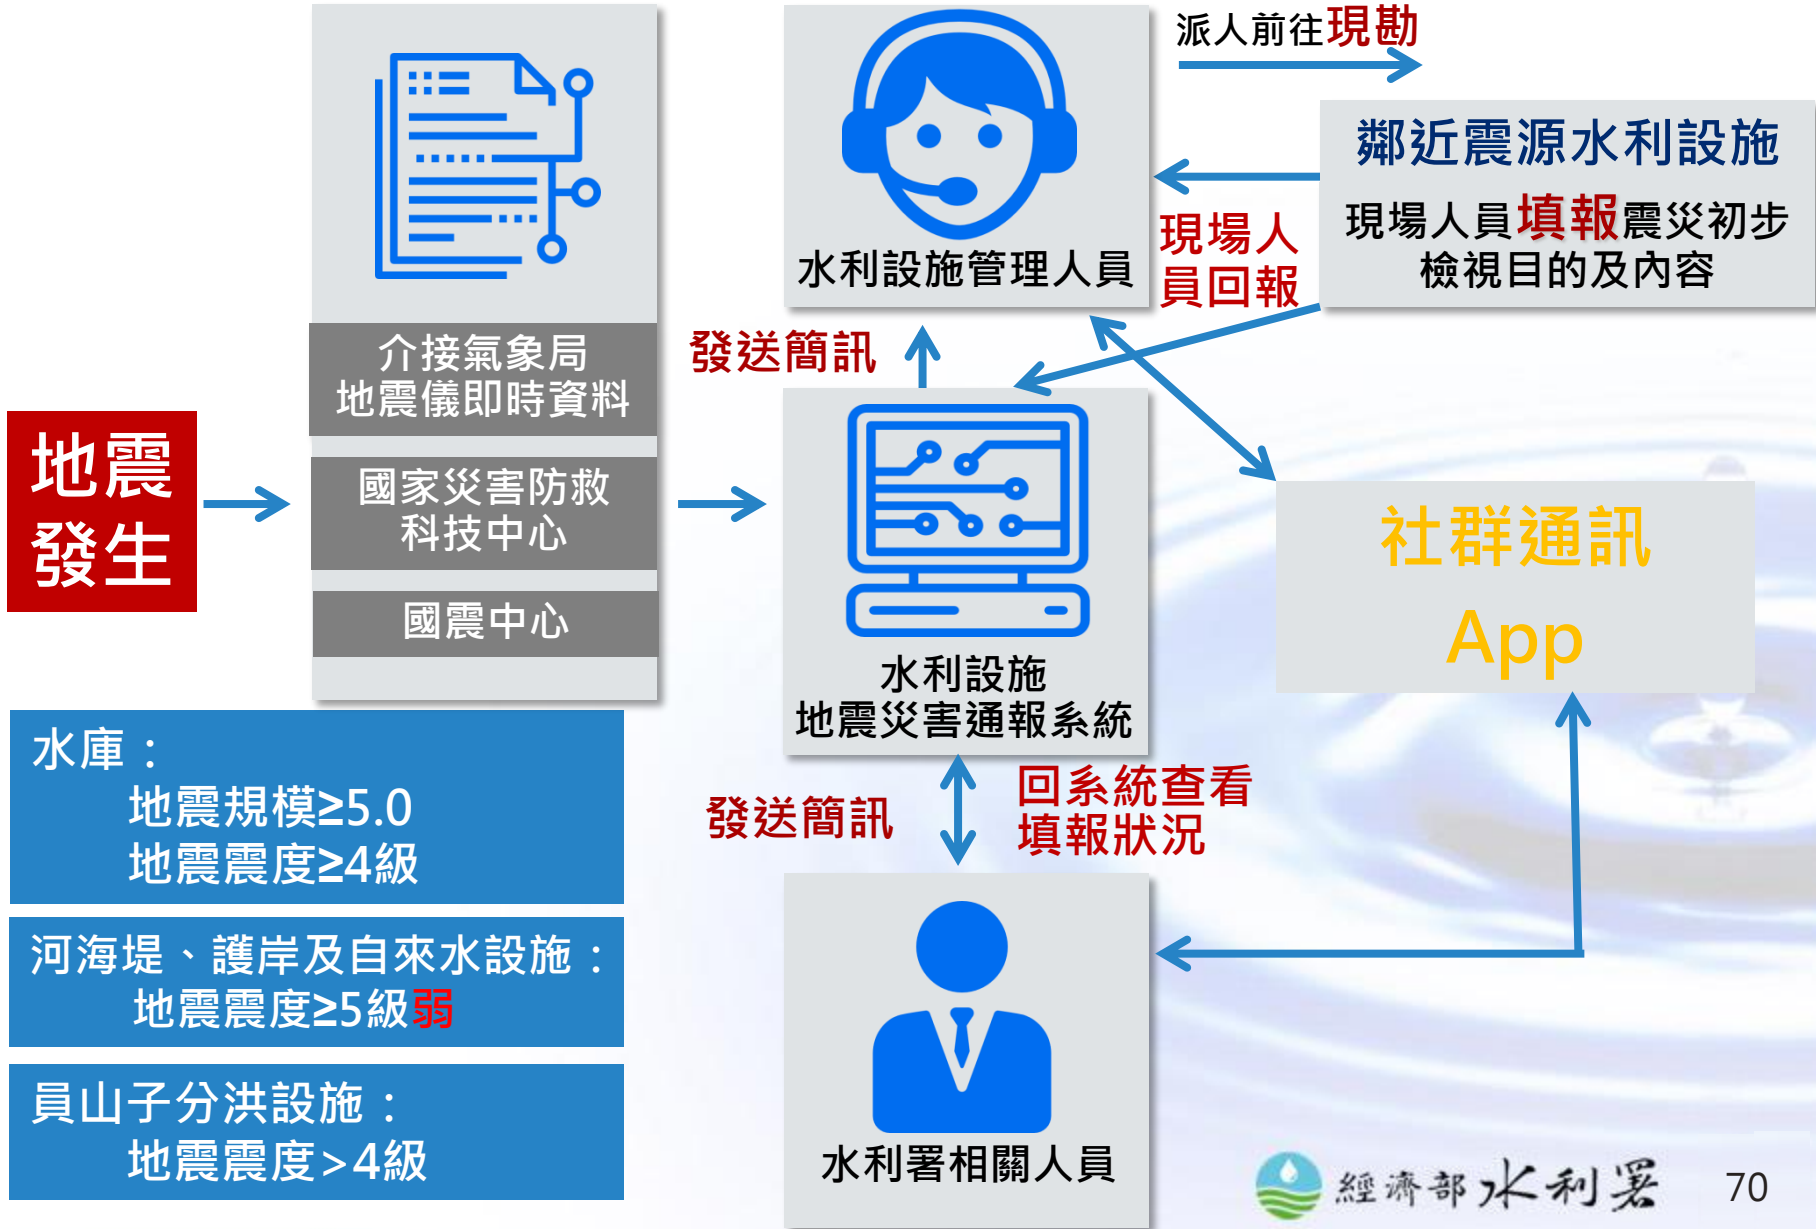 地震
發生
介接氣象局
地震儀即時資料
國家災害防救
科技中心
國震中心
水庫：
地震規模≥5.0
地震震度≥4級
河海堤、護岸及自來水設施：
地震震度≥5級弱
員山子分洪設施：
地震震度>4級
水利設施管理人員
發送簡訊
水利設施
地震災害通報系統
發送簡訊
回系統查看
填報狀況
水利署相關人員
派人前往現勘
鄰近震源水利設施
現場人員填報震災初步
檢視目的及內容
現場人
員回報
社群通訊
App
經濟部水利署
70